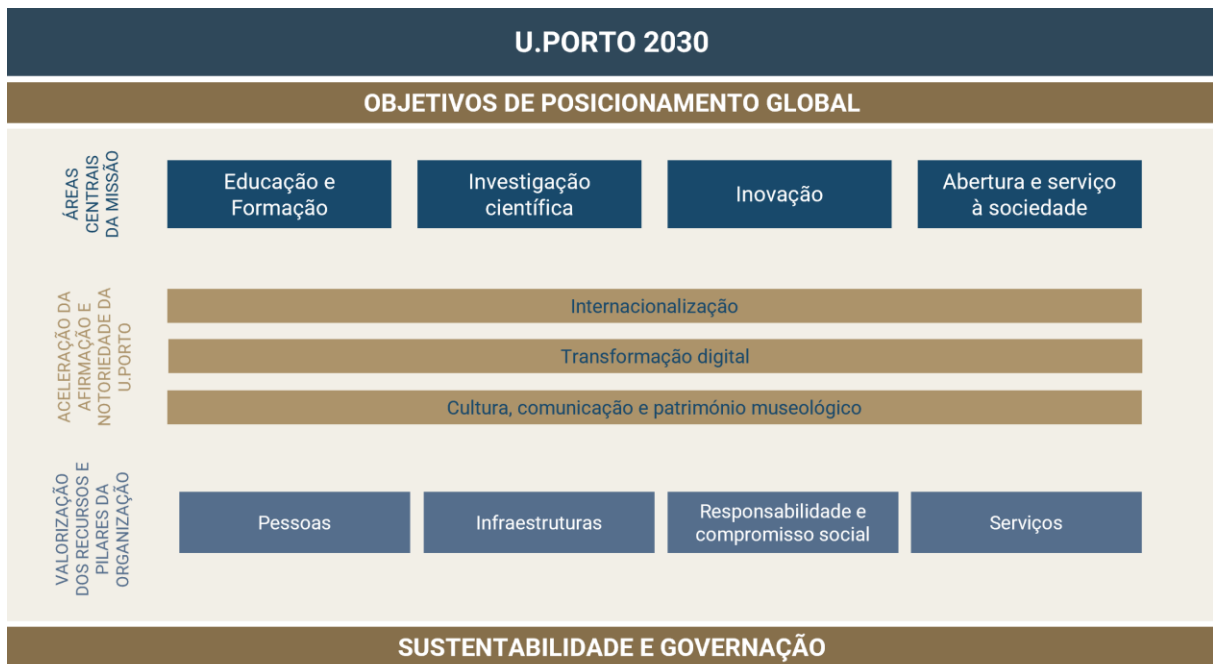 U.PORTO 2030
OBJETIVOS DE POSICIONAMENTO GLOBAL
ÁREAS
CENTRAIS
DA MISSÃO
Educação e
Formação
Investigação
científica
Inovação
Abertura e serviço
à sociedade
ACELERAÇÃO DA
AFIRMAÇÃO E
NOTORIEDADE DA
U.PORTO
Internacionalização
Transformação digital
Cultura, comunicação e património museológico
VALORIZAÇÃO
DOS RECURSOS E
PILARES DA
ORGANIZAÇÃO
Pessoas
Infraestruturas
Responsabilidade e
compromisso social
Serviços
SUSTENTABILIDADE E GOVERNAÇÃO